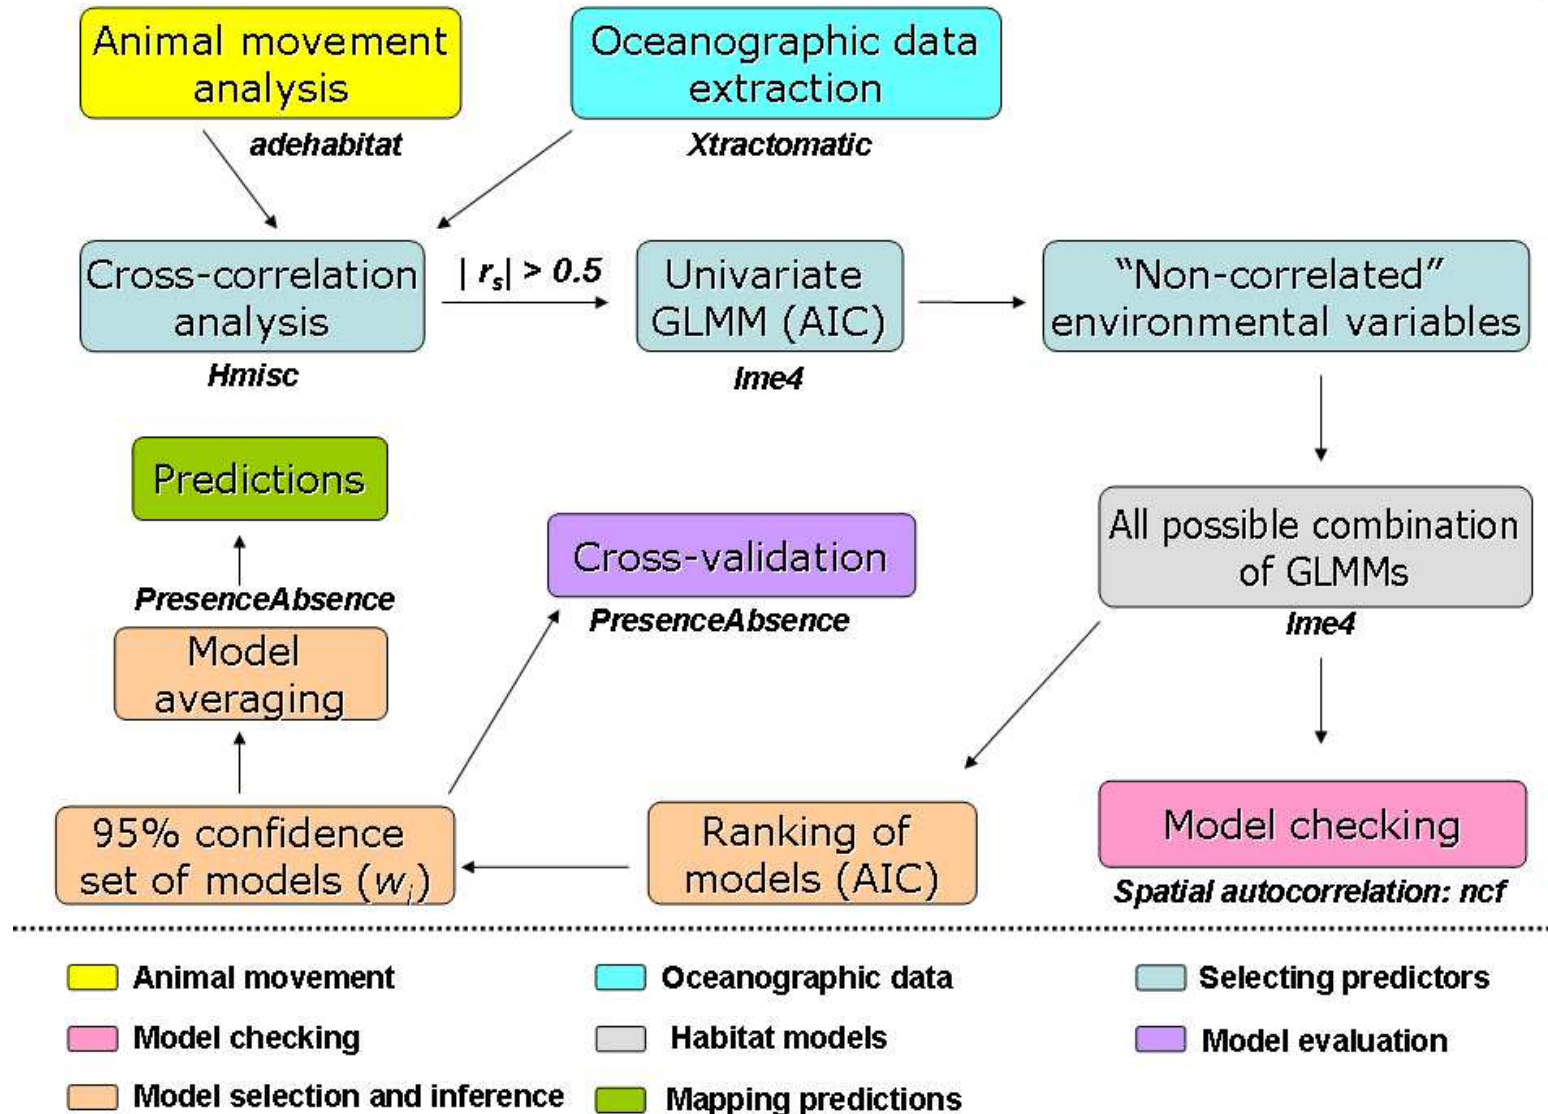 Animal movement
analysis
adehabitat
Oceanographic data
extraction
Xtractomatic
Cross-correlation
analysis
Hmisc
| rs| > 0.5
Univariate
GLMM (AIC)
lme4
“Non-correlated”
environmental variables
Predictions
PresenceAbsence
Model
averaging
Cross-validation
PresenceAbsence
All possible combination
of GLMMs
lme4
95% confidence
set of models (wi)
Ranking of
models (AIC)
Model checking
Spatial autocorrelation: ncf
Animal movement
Oceanographic data
Selecting predictors
Model checking
Habitat models
Model evaluation
Model selection and inference
Mapping predictions